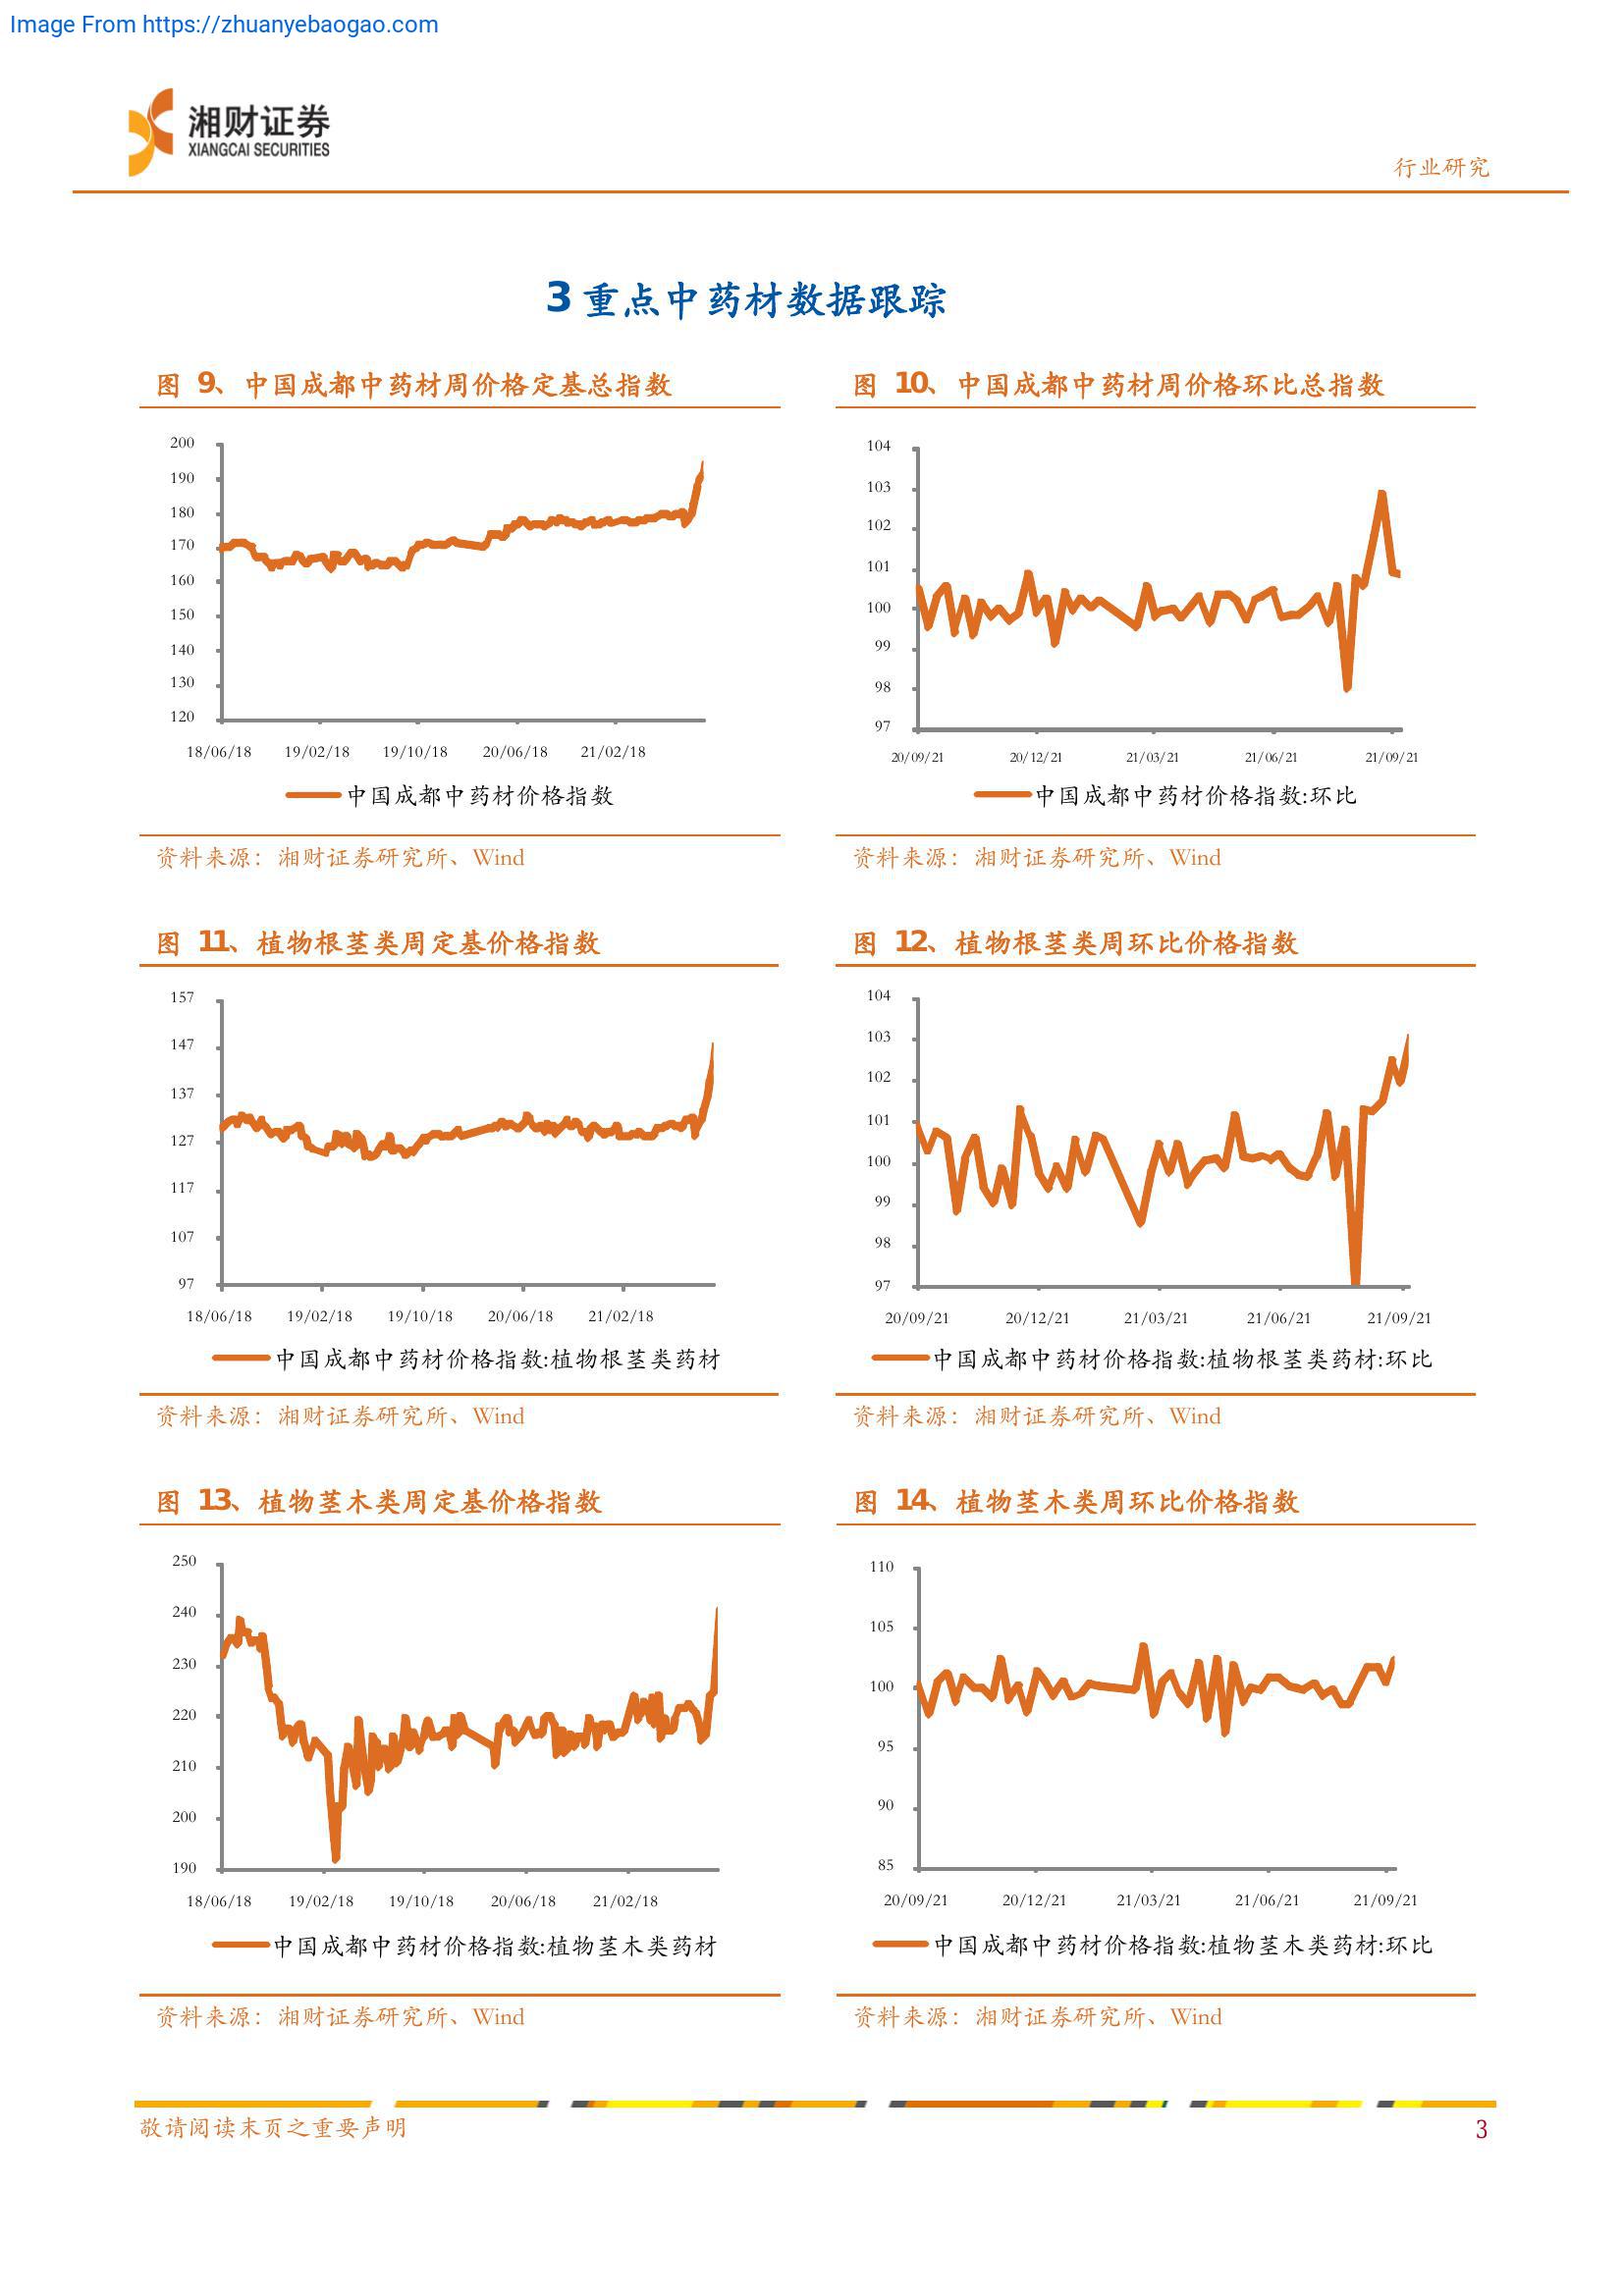 Image From https://zhuanyebaogao.com
湘财证券
XIANGCAI SECURITIES
行业研究
3 重点中药材数据跟踪
图 9、中国成都中药材周价格定基总指数
200
190
180
170
160
150
140
130
120
18/06/18 19/02/18 19/10/18 20/06/18 21/02/18
中国成都中药材价格指数
资料来源：湘财证券研究所、Wind
图 10、中国成都中药材周价格环比总指数
104
103
102
101
100
99
98
97
20/09/21 20/12/21 21/03/21 21/06/21 21/09/21
中国成都中药材价格指数:环比
资料来源：湘财证券研究所、Wind
图 11、植物根茎类周定基价格指数
157
147
137
127
117
107
97
18/06/18 19/02/18 19/10/18 20/06/18 21/02/18
中国成都中药材价格指数:植物根茎类药材
资料来源：湘财证券研究所、Wind
图 12、植物根茎类周环比价格指数
104
103
102
101
100
99
98
97
20/09/21 20/12/21 21/03/21 21/06/21 21/09/21
中国成都中药材价格指数:植物根茎类药材:环比
资料来源：湘财证券研究所、Wind
图 13、植物茎木类周定基价格指数
250
240
230
220
210
200
190
18/06/18 19/02/18 19/10/18 20/06/18 21/02/18
中国成都中药材价格指数:植物茎木类药材
资料来源：湘财证券研究所、Wind
图 14、植物茎木类周环比价格指数
110
105
100
95
90
85
20/09/21 20/12/21 21/03/21 21/06/21 21/09/21
中国成都中药材价格指数:植物茎木类药材:环比
资料来源：湘财证券研究所、Wind
敬请阅读末页之重要声明
3